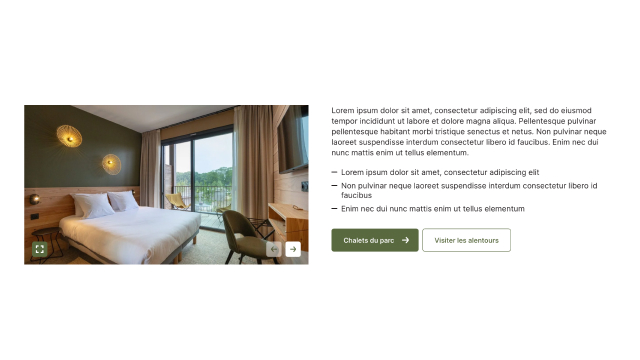 Lorem ipsum dolor sit amet, consectetur adipiscing elit, sed do eiusmod
tempor incididunt ut labore et dolore magna aliqua. Pellentesque pulvinar
pellentesque habitant morbi tristique senectus et netus. Non pulvinar neque
laoreet suspendisse interdum consectetur libero id faucibus. Enim nec dui
nunc mattis enim ut tellus elementum.
Lorem ipsum dolor sit amet, consectetur adipiscing elit
Non pulvinar neque laoreet suspendisse interdum consectetur libero id
faucibus
Enim nec dui nunc mattis enim ut tellus elementum
Chalets du parc
Visiter les alentours